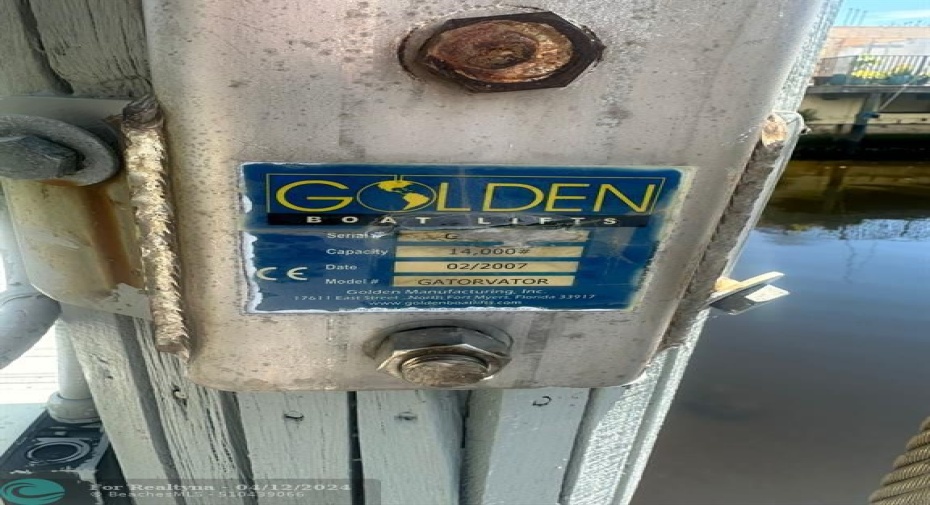 GOLDEN
BOAT LIFTS
Serial #
Capacity 14,000#
Date 02/2007
Model # GATORVATOR
CE
Golden Manufacturing, Inc.
17611 East Street, North Fort Myers, Florida 33917
www.goldenboatlifts.com
For Realtyna - 04/12/2024
© BeachesMLS - S10459066